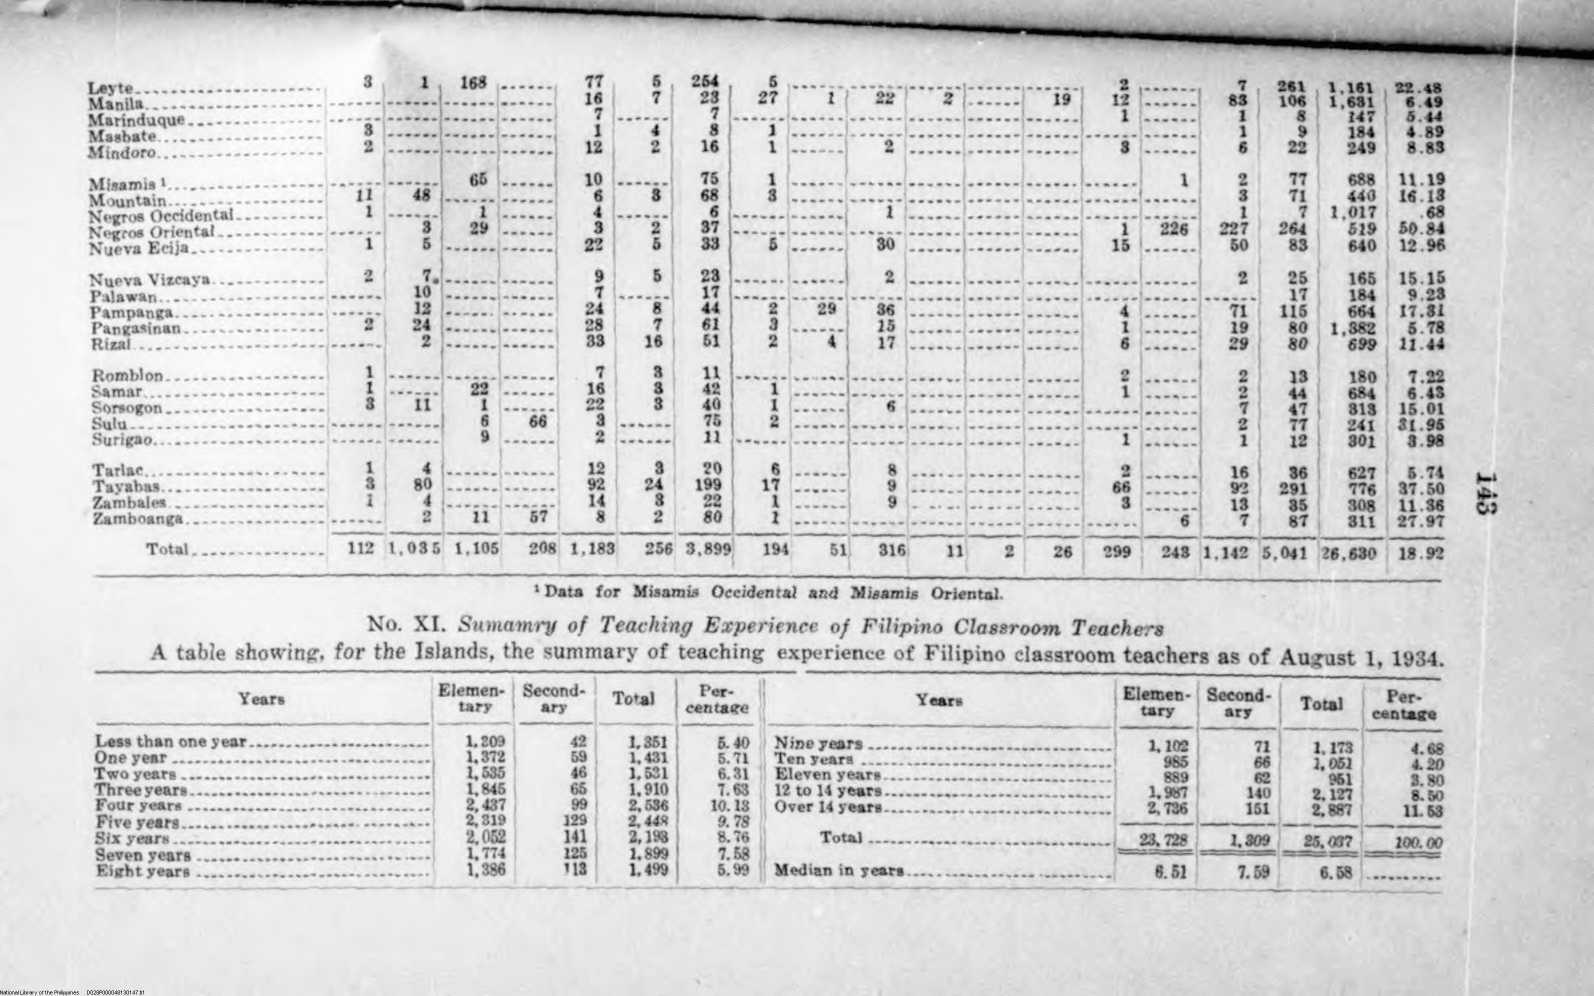 Leyte 3 1 168 77 5 254 5 2 7 261 1,161 22.48
Manila 16 7 23 27 1 22 2 19 12 83 106 1,631 6.49
Marinduque 7 7 1 1 8 147 5.44
Masbate 3 1 4 8 1 1 9 184 4.89
Mindoro 2 12 2 16 1 2 3 6 22 249 8.83
Misamis ¹ 65 10 75 1 1 2 77 688 11.19
Mountain 11 48 6 3 68 3 3 71 440 16.13
Negros Occidental 1 1 4 6 1 1 7 1,017 .68
Negros Oriental 3 29 3 2 37 1 226 227 264 519 50.84
Nueva Ecija 1 5 22 5 33 5 30 15 50 83 640 12.96
Nueva Vizcaya 2 7 9 5 23 2 2 25 165 15.15
Palawan 10 7 17 17 184 9.23
Pampanga 12 24 8 44 2 29 36 4 71 115 664 17.31
Pangasinan 2 24 28 7 61 3 15 1 19 80 1,382 5.78
Rizal 2 33 16 51 2 4 17 6 29 80 699 11.44
Romblon 1 7 3 11 2 2 13 180 7.22
Samar 1 22 16 3 42 1 1 2 44 684 6.43
Sorsogon 3 11 1 22 3 40 1 6 7 47 313 15.01
Sulu 6 66 3 75 2 2 77 241 31.95
Surigao 9 2 11 1 1 12 301 3.98
Tarlac 1 4 12 3 20 6 8 2 16 36 627 5.74
Tayabas 3 80 92 24 199 17 9 66 92 291 776 37.50
Zambales 1 4 14 3 22 1 9 3 13 35 308 11.36
Zamboanga 2 11 57 8 2 80 1 6 7 87 311 27.97
Total 112 1,035 1,105 208 1,183 256 3,899 194 51 316 11 2 26 299 243 1,142 5,041 26,630 18.92
143
¹ Data for Misamis Occidental and Misamis Oriental.
No. XI. Sumamry of Teaching Experience of Filipino Classroom Teachers
A table showing, for the Islands, the summary of teaching experience of Filipino classroom teachers as of August 1, 1934.
Years Elemen-tary Second-ary Total Per-centage Years Elemen-tary Second-ary Total Per-centage
Less than one year 1,309 42 1,351 5.40 Nine years 1,102 71 1,173 4.68
One year 1,372 59 1,431 5.71 Ten years 985 66 1,051 4.20
Two years 1,535 46 1,581 6.31 Eleven years 889 62 951 3.80
Three years 1,845 65 1,910 7.63 12 to 14 years 1,987 140 2,127 8.50
Four years 2,437 99 2,536 10.13 Over 14 years 2,736 151 2,887 11.53
Five years 2,319 129 2,448 9.78
Six years 2,052 141 2,193 8.76 Total 23,728 1,309 25,037 100.00
Seven years 1,774 125 1,899 7.58
Eight years 1,386 113 1,499 5.99 Median in years 6.51 7.59 6.58
National Library of the Philippines